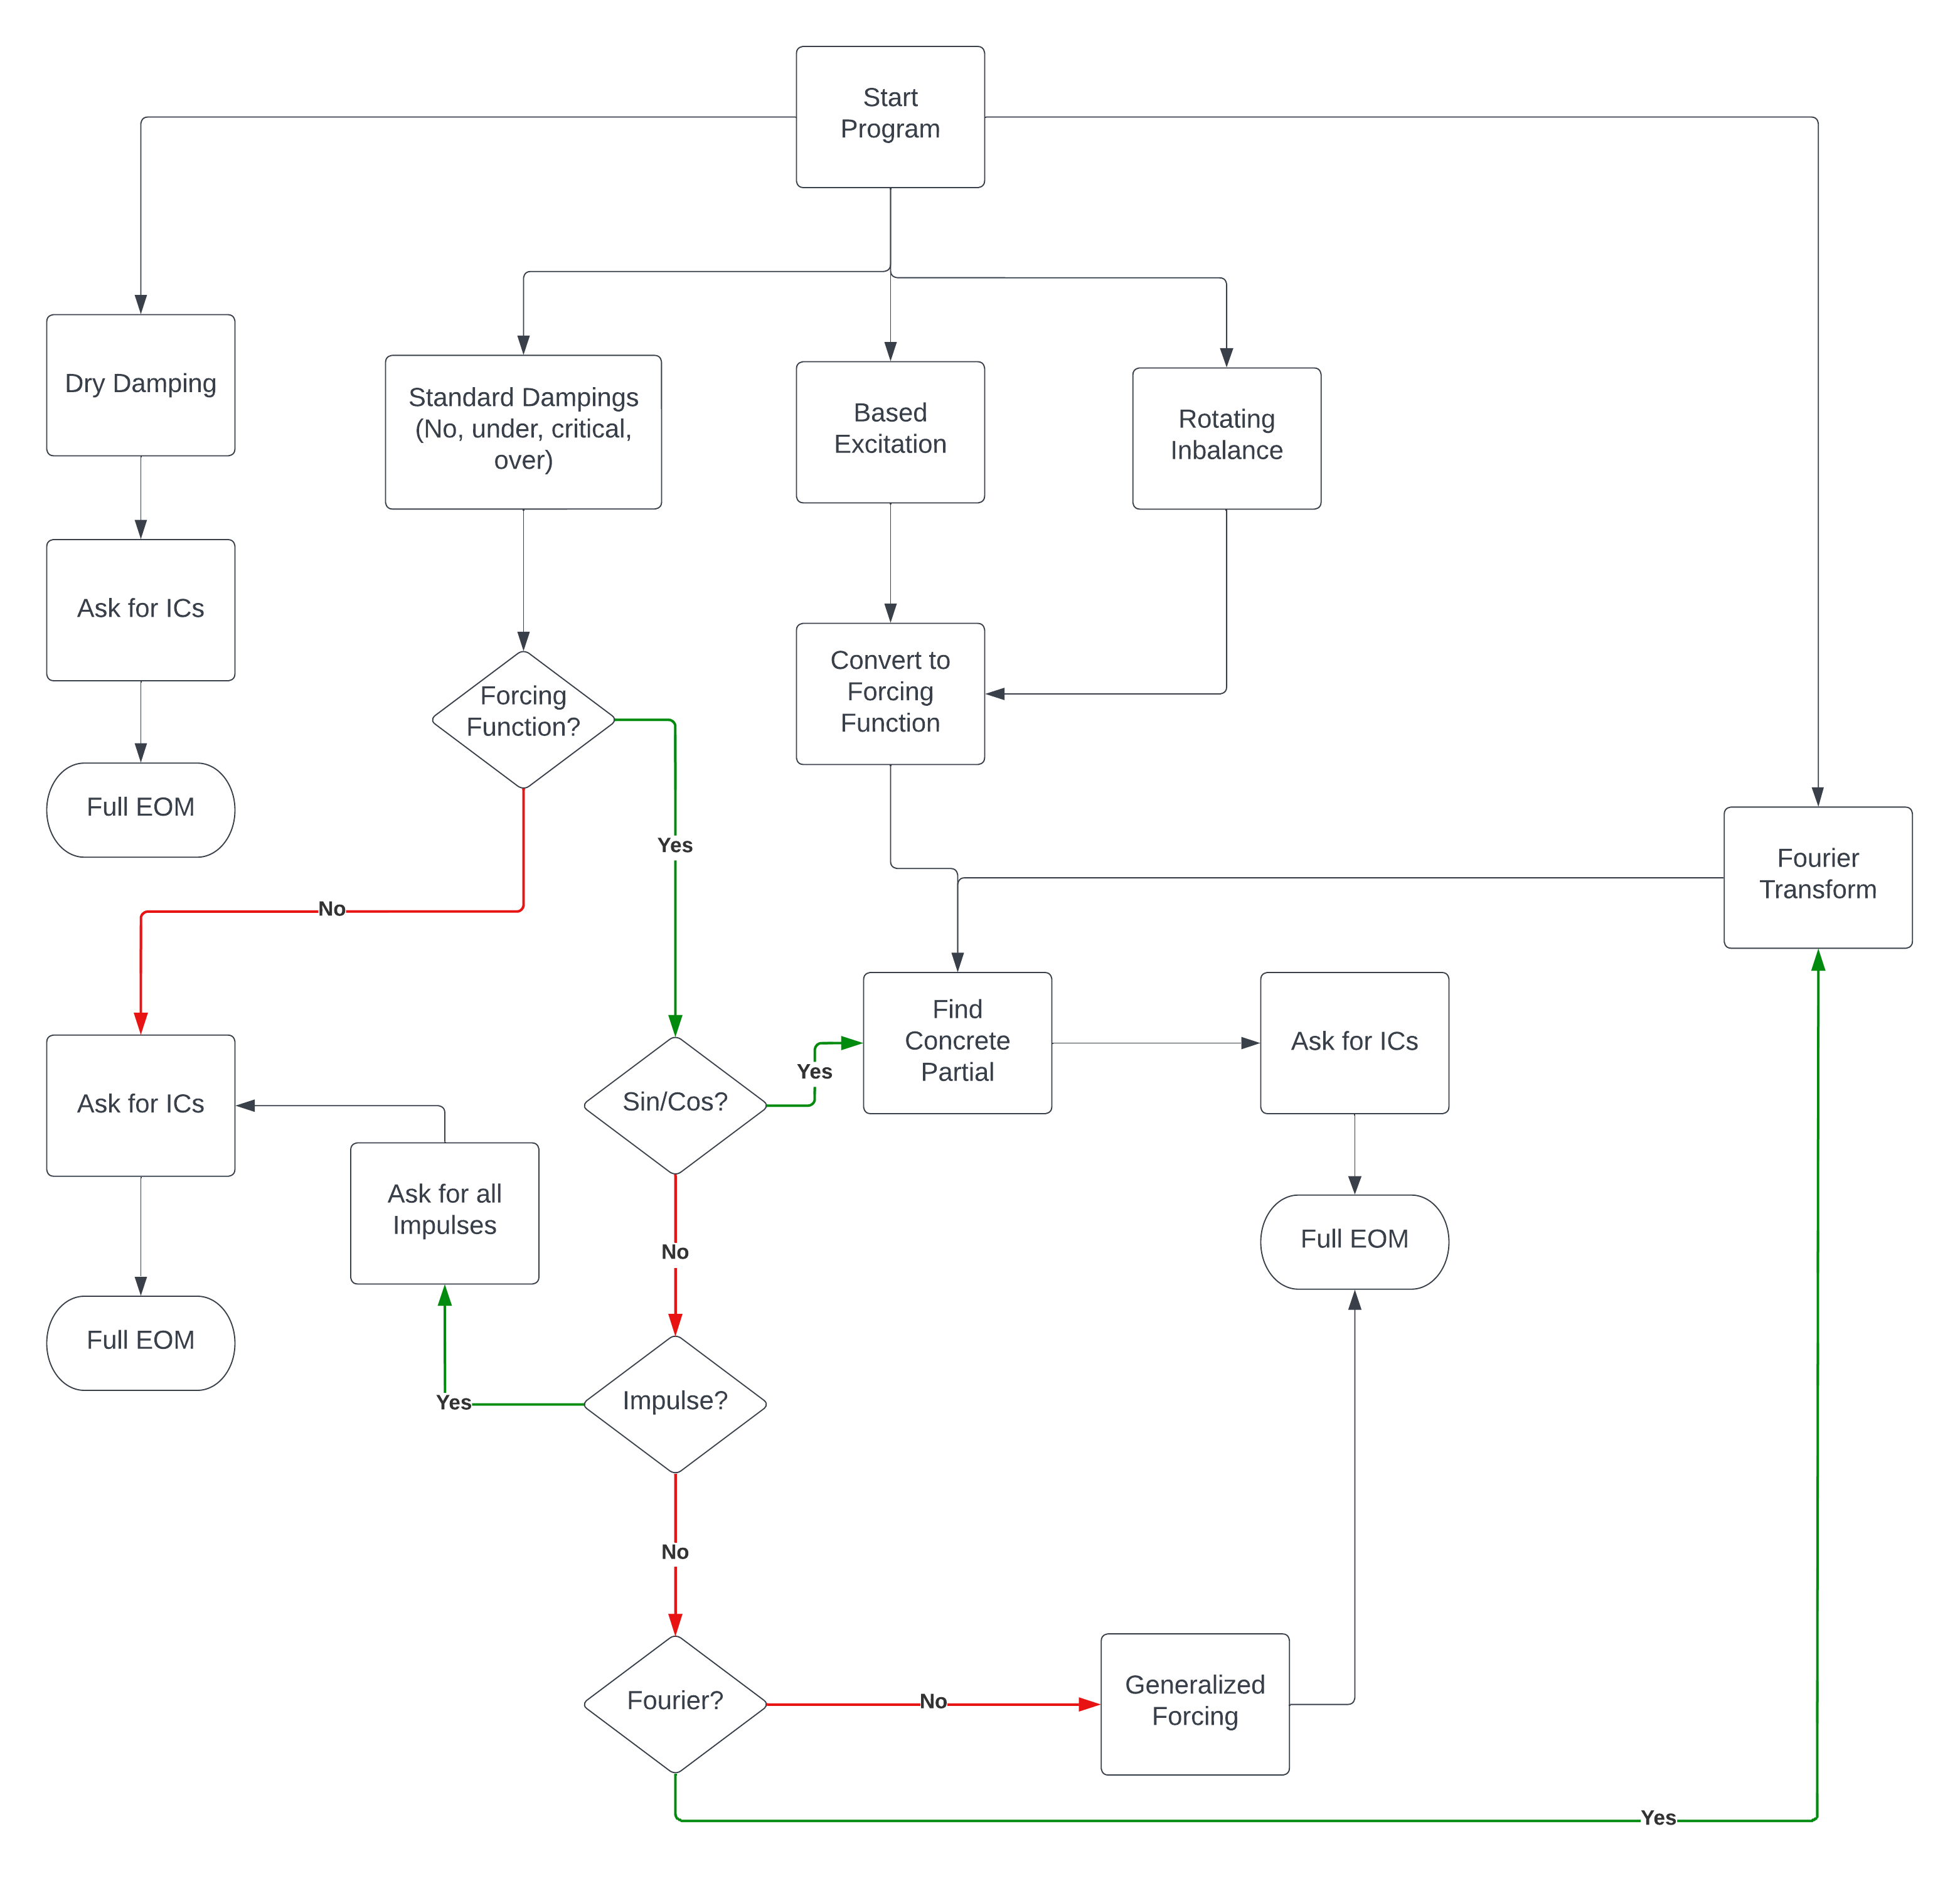 Start
Program
Dry Damping
Standard Dampings
(No, under, critical,
over)
Based
Excitation
Rotating
Inbalance
Ask for ICs
Convert to
Forcing
Function
Forcing
Function?
Full EOM
Yes
No
Fourier
Transform
Find
Concrete
Partial
Ask for ICs
Yes
Ask for ICs
Sin/Cos?
Ask for all
Impulses
Full EOM
No
Full EOM
Impulse?
Yes
No
Fourier?
No
Generalized
Forcing
Yes